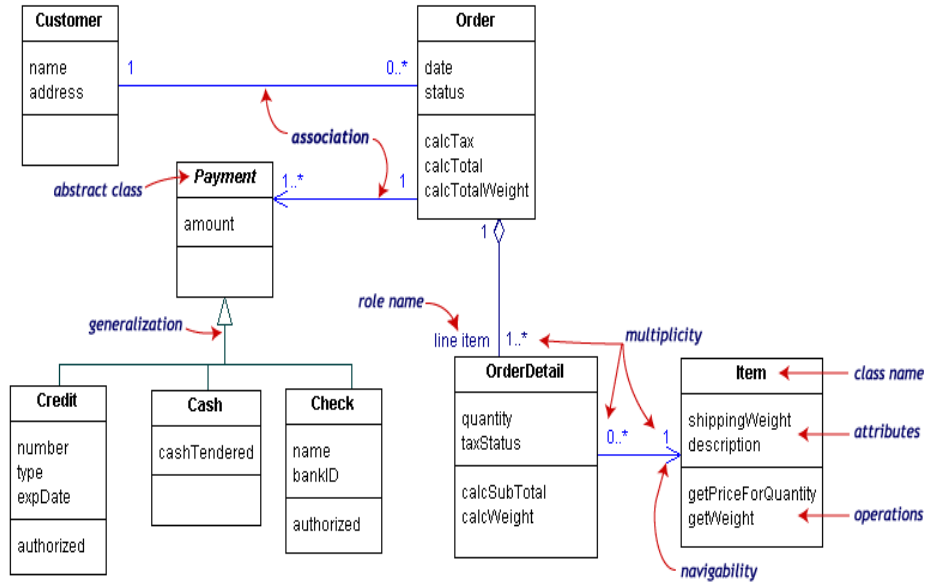 Customer
name
address
1
0..*
Order
date
status
calcTax
calcTotal
calcTotalWeight
association
abstract class
Payment
amount
1..*
1
1
generalization
role name
line item
1..*
multiplicity
OrderDetail
quantity
taxStatus
calcSubTotal
calcWeight
0..*
1
Item
shippingWeight
description
getPriceForQuantity
getWeight
class name
attributes
operations
navigability
Credit
number
type
expDate
authorized
Cash
cashTendered
Check
name
bankID
authorized